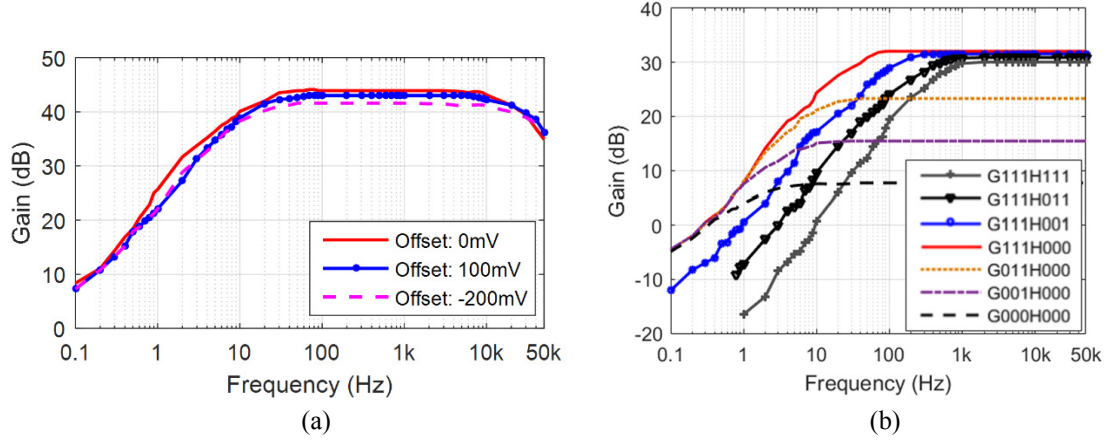 Gain (dB)
50
40
30
20
10
0
0.1 1 10 100 1k 10k 50k
Frequency (Hz)
Offset: 0mV
Offset: 100mV
Offset: -200mV
(a)
Gain (dB)
40
30
20
10
0
-10
-20
0.1 1 10 100 1k 10k 50k
Frequency (Hz)
G111H111
G111H011
G111H001
G111H000
G011H000
G001H000
G000H000
(b)